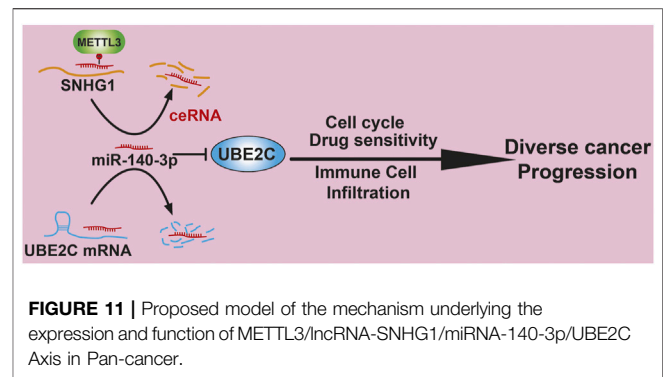 METTL3
SNHG1
ceRNA
miR-140-3p
UBE2C
UBE2C mRNA
Cell cycle
Drug sensitivity
Immune Cell
Infiltration
Diverse cancer
Progression
FIGURE 11 | Proposed model of the mechanism underlying the
expression and function of METTL3/lncRNA-SNHG1/miRNA-140-3p/UBE2C
Axis in Pan-cancer.